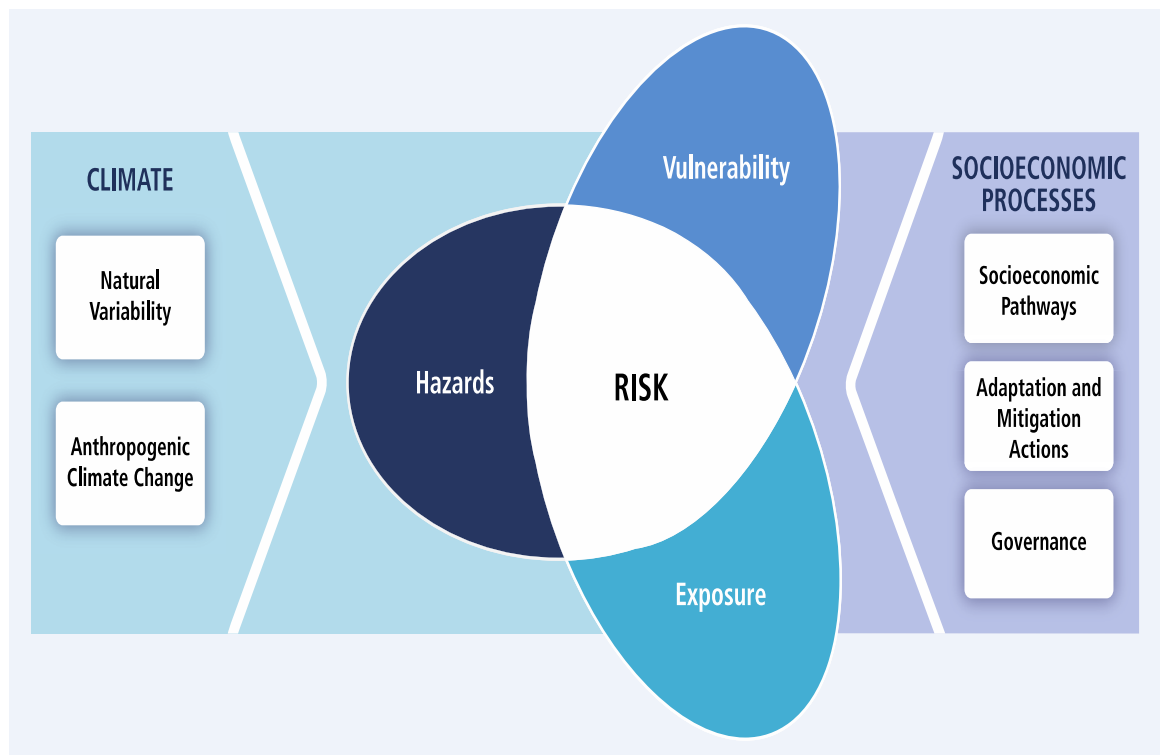 CLIMATE
Natural
Variability
Anthropogenic
Climate Change
Vulnerability
Hazards
RISK
Exposure
SOCIOECONOMIC
PROCESSES
Socioeconomic
Pathways
Adaptation and
Mitigation
Actions
Governance